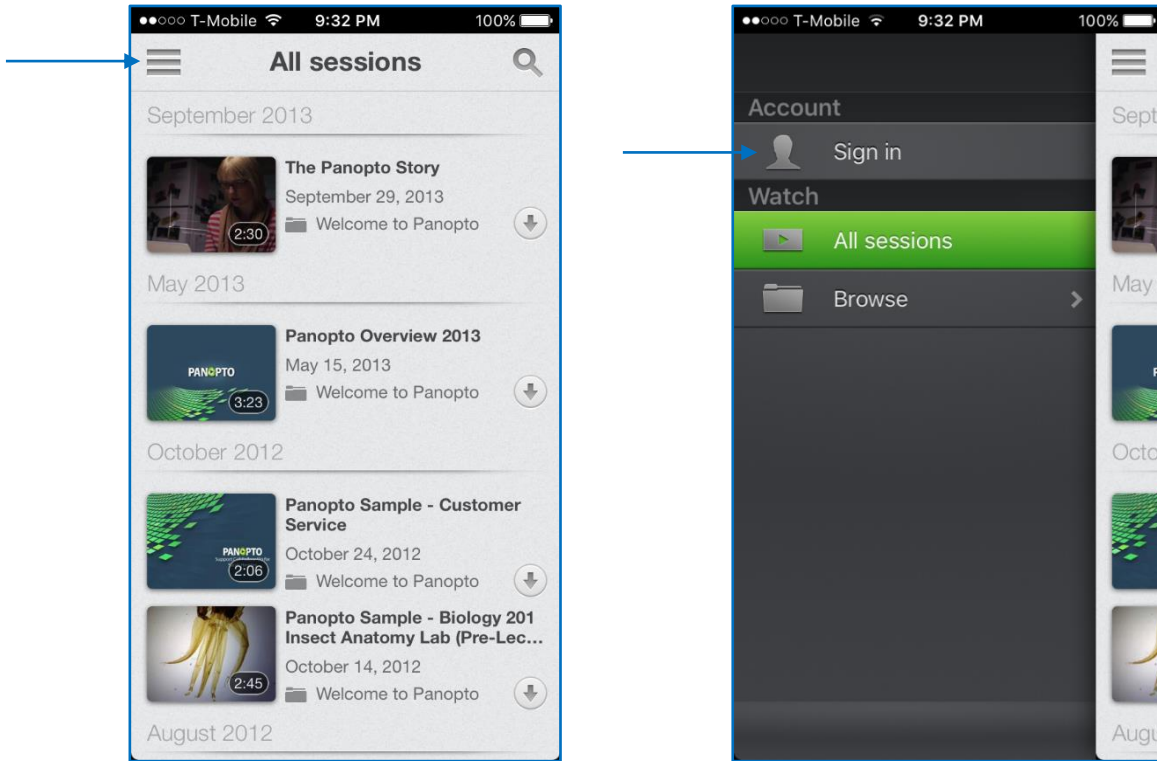 T-Mobile 9:32 PM 100%
All sessions
September 2013
The Panopto Story
September 29, 2013
2:30
Welcome to Panopto
May 2013
Panopto Overview 2013
May 15, 2013
PANOPTO
3:23
Welcome to Panopto
October 2012
Panopto Sample - Customer
Service
October 24, 2012
PANOPTO
2:06
Welcome to Panopto
Panopto Sample - Biology 201
Insect Anatomy Lab (Pre-Lec...
October 14, 2012
2:45
Welcome to Panopto
August 2012
T-Mobile 9:32 PM 100%
Account
Sign in
Watch
All sessions
Browse
Sept
May
P
Octo
Augu